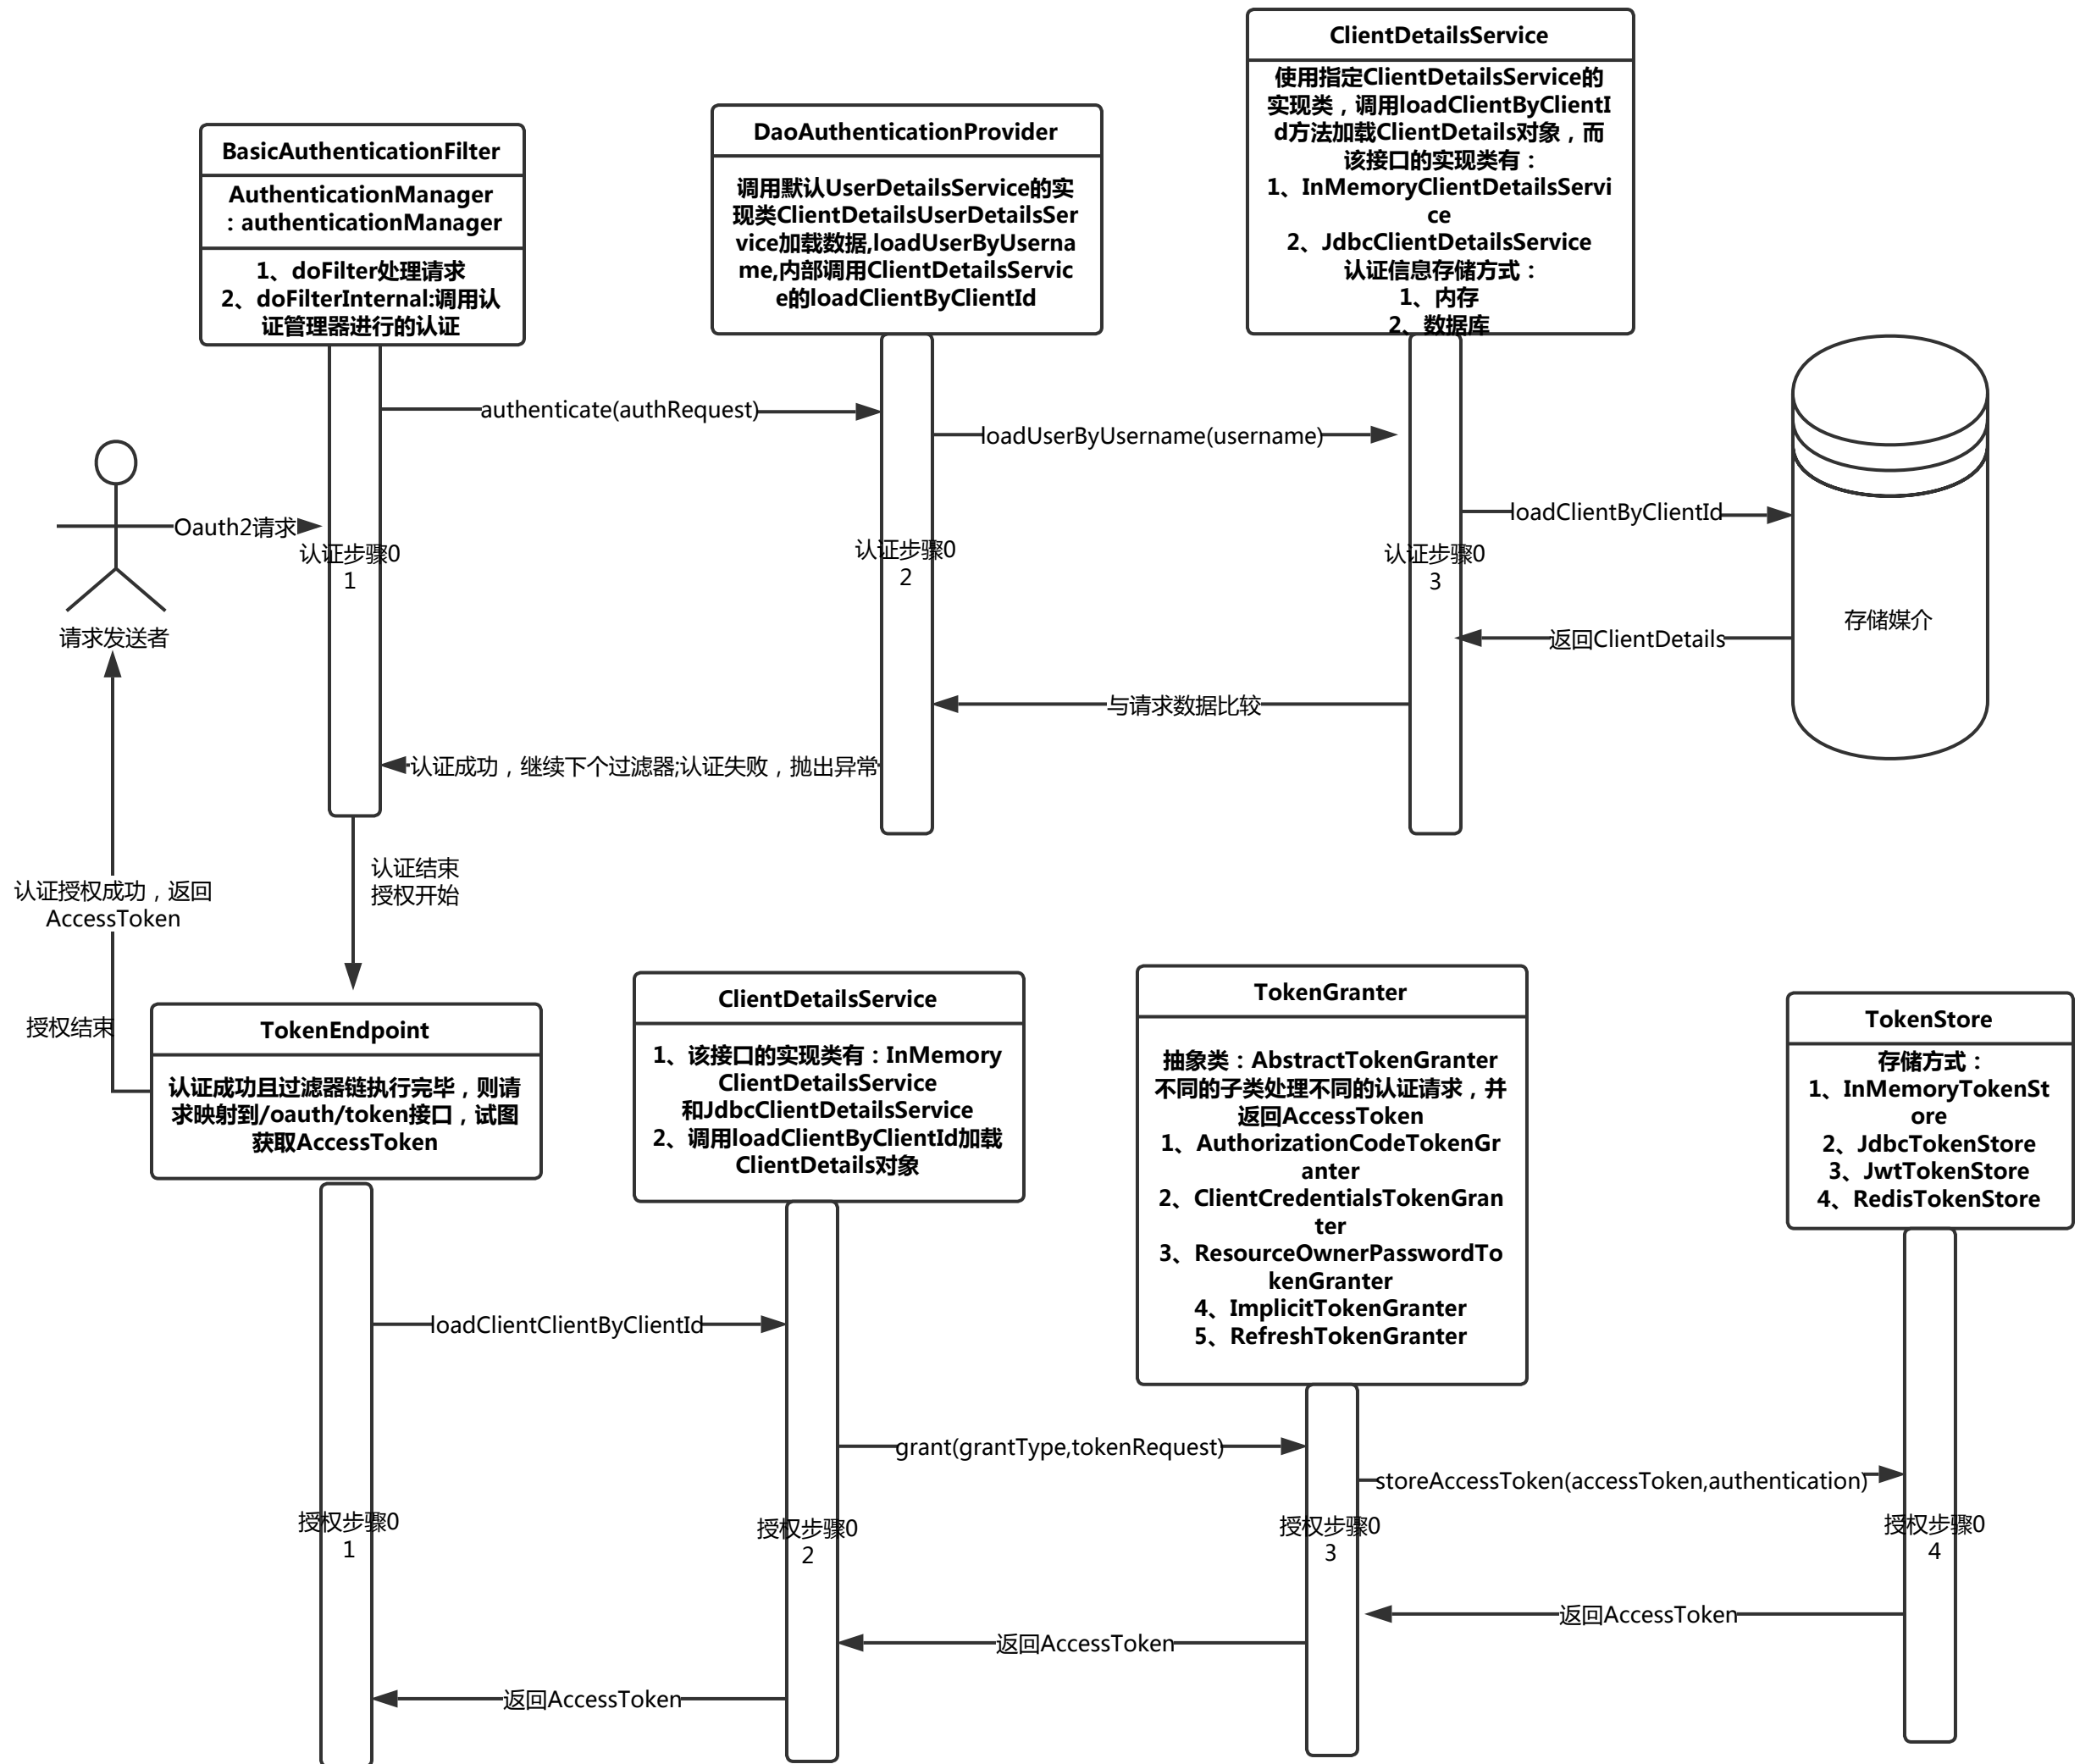 ClientDetailsService
使用指定ClientDetailsService的
实现类，调用loadClientByClientI
d方法加载ClientDetails对象，而
该接口的实现类有：
1、InMemoryClientDetailsServi
ce
2、JdbcClientDetailsService
认证信息存储方式：
1、内存
2、数据库
DaoAuthenticationProvider
调用默认UserDetailsService的实
现类ClientDetailsUserDetailsSer
vice加载数据,loadUserByUserna
me,内部调用ClientDetailsServic
e的loadClientByClientId
BasicAuthenticationFilter
AuthenticationManager
：authenticationManager
1、doFilter处理请求
2、doFilterInternal:调用认
证管理器进行的认证
authenticate(authRequest)
loadUserByUsername(username)
loadClientByClientId
Oauth2请求
认证步骤0
1
认证步骤0
2
认证步骤0
3
请求发送者
存储媒介
返回ClientDetails
与请求数据比较
认证成功，继续下个过滤器;认证失败，抛出异常
认证结束
授权开始
认证授权成功，返回
AccessToken
授权结束
TokenEndpoint
认证成功且过滤器链执行完毕，则请
求映射到/oauth/token接口，试图
获取AccessToken
ClientDetailsService
1、该接口的实现类有：InMemory
ClientDetailsService
和JdbcClientDetailsService
2、调用loadClientByClientId加载
ClientDetails对象
TokenGranter
抽象类：AbstractTokenGranter
不同的子类处理不同的认证请求，并
返回AccessToken
1、AuthorizationCodeTokenGr
anter
2、ClientCredentialsTokenGran
ter
3、ResourceOwnerPasswordTo
kenGranter
4、ImplicitTokenGranter
5、RefreshTokenGranter
TokenStore
存储方式：
1、InMemoryTokenSt
ore
2、JdbcTokenStore
3、JwtTokenStore
4、RedisTokenStore
loadClientClientByClientId
grant(grantType,tokenRequest)
storeAccessToken(accessToken,authentication)
授权步骤0
1
授权步骤0
2
授权步骤0
3
授权步骤0
4
返回AccessToken
返回AccessToken
返回AccessToken